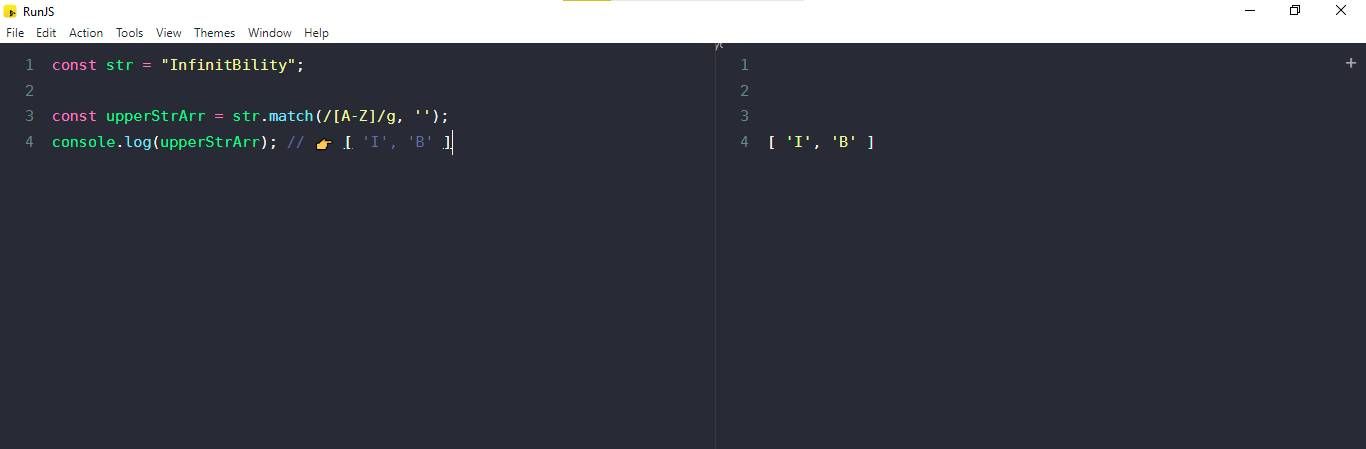 RunJS
File Edit Action Tools View Themes Window Help
1 const str = "InfinitBility";
2
3 const upperStrArr = str.match(/[A-Z]/g, '');
4 console.log(upperStrArr); // 👉 [ 'I', 'B' ]
1
2
3
4 [ 'I', 'B' ]